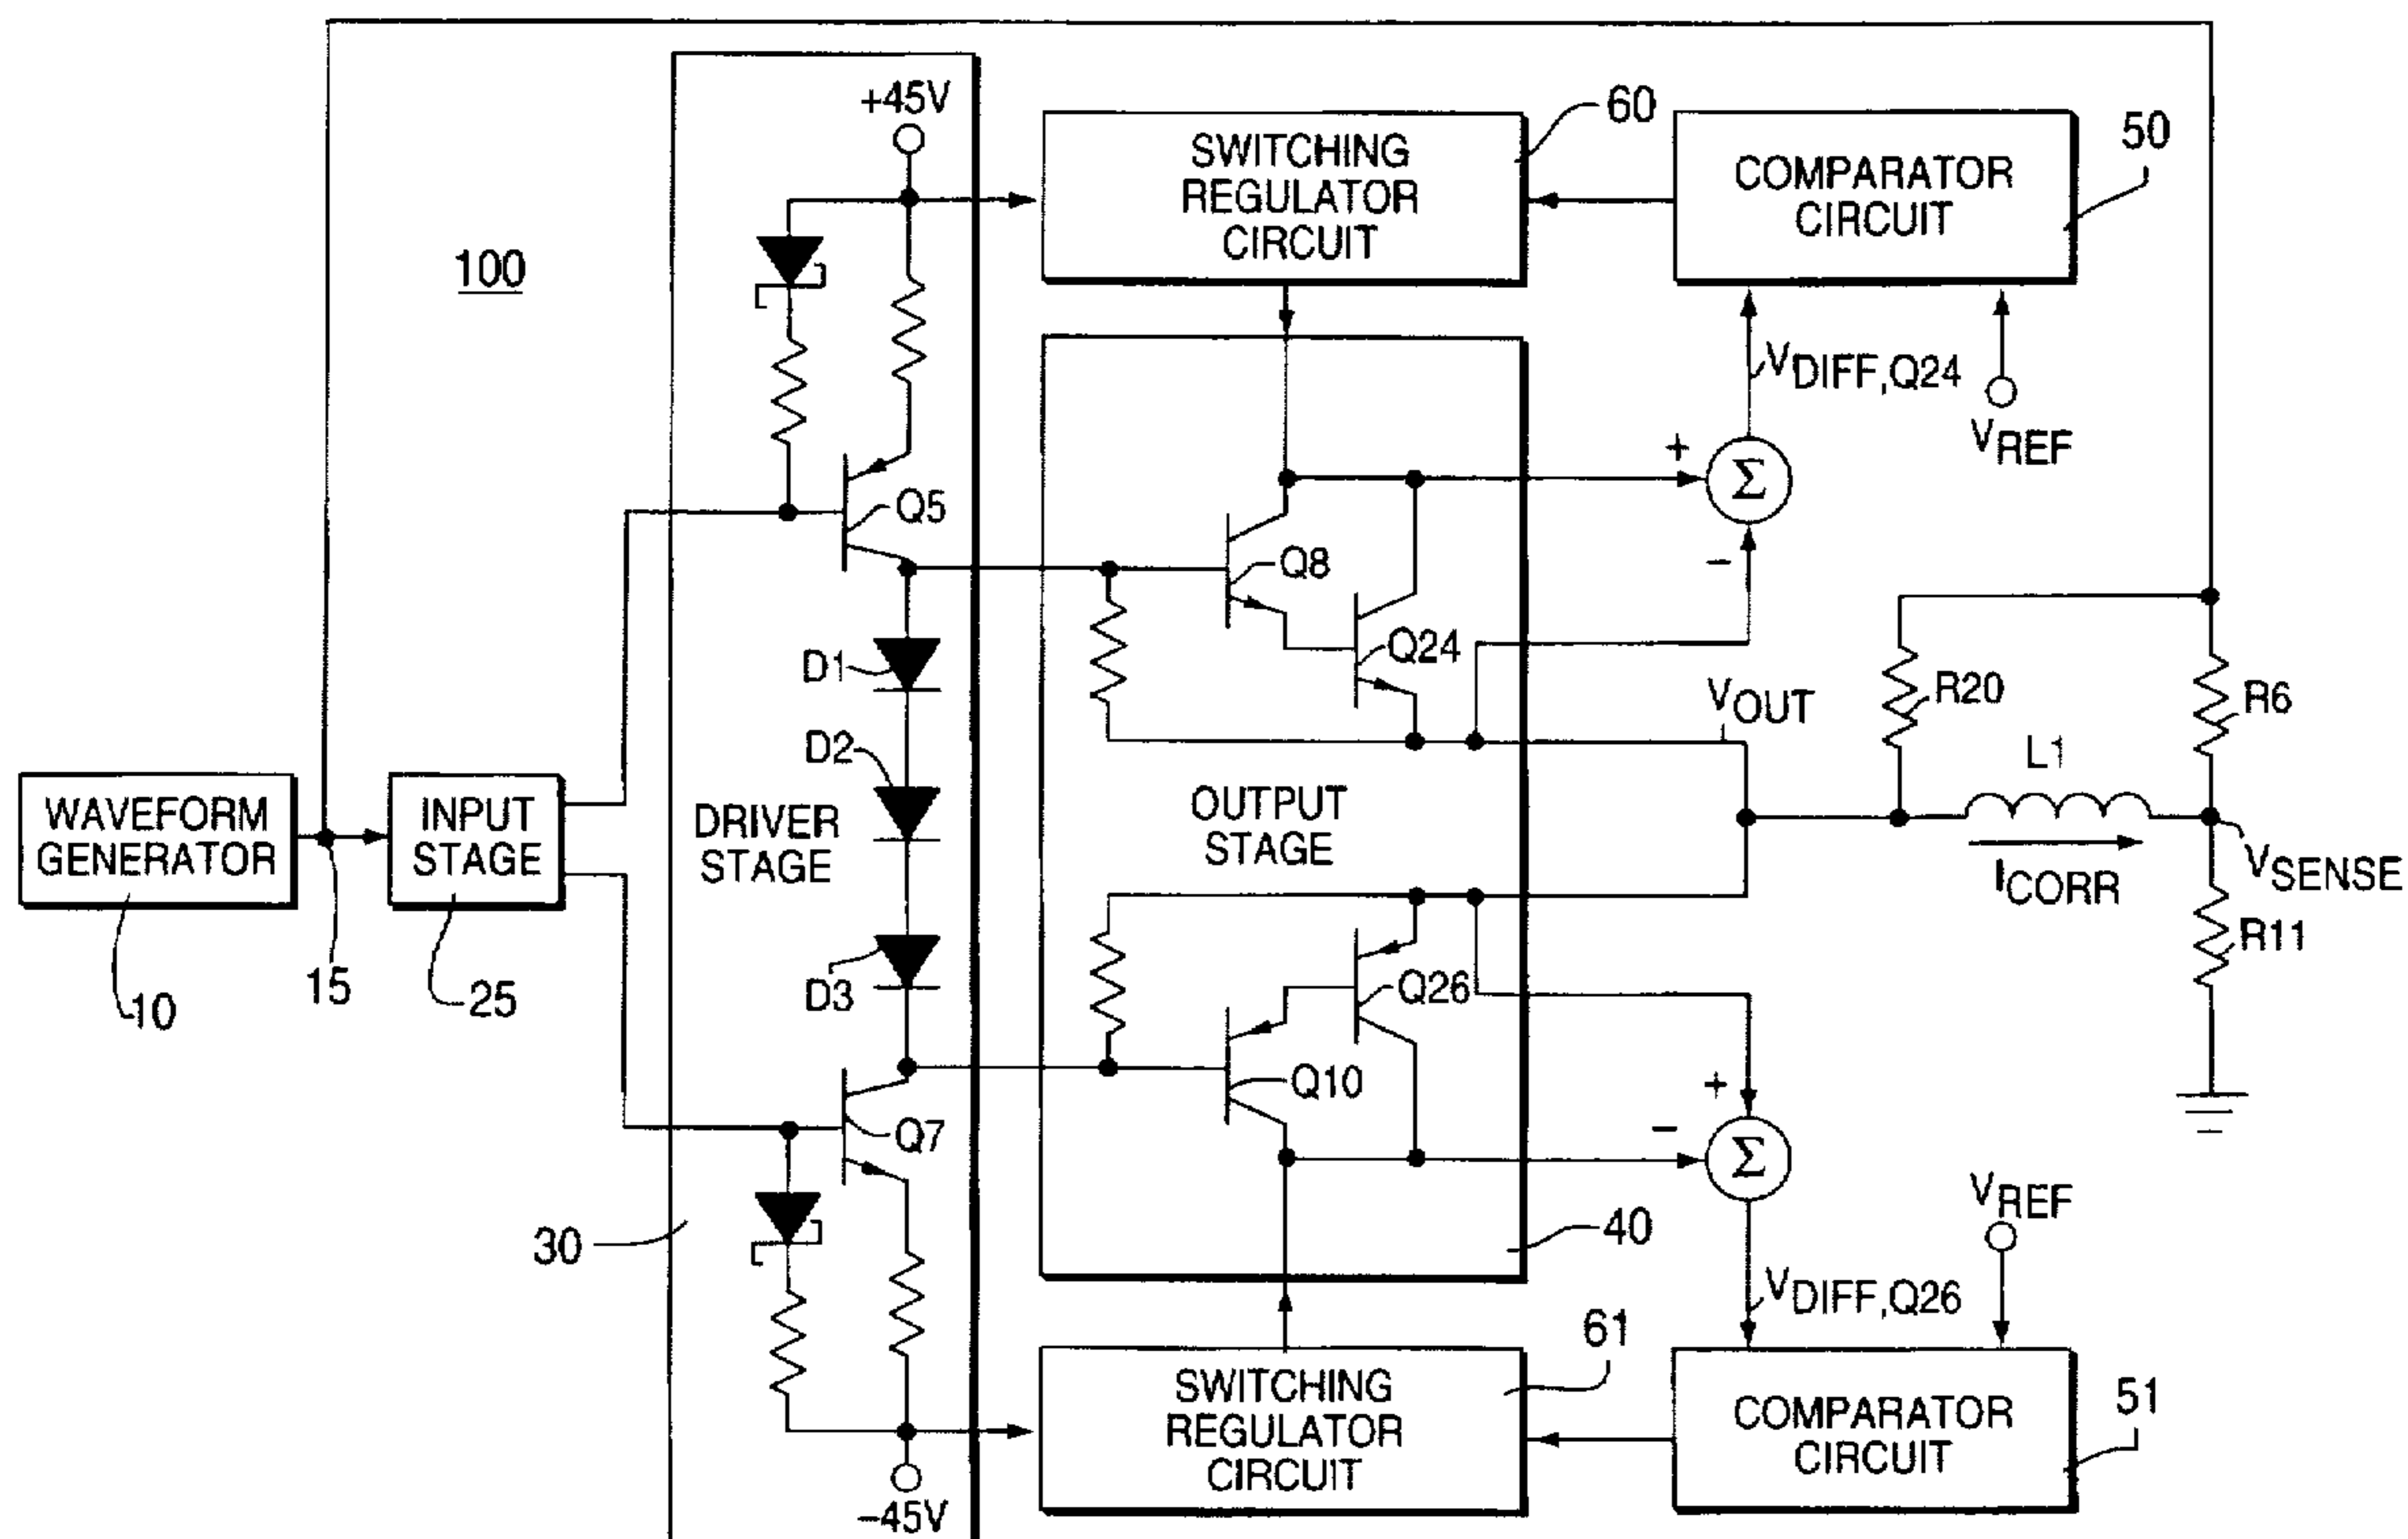 +45V
60
SWITCHING
REGULATOR
CIRCUIT
COMPARATOR
CIRCUIT
50
100
VDIFF,Q24
VREF
+
Σ
−
Q5
Q8
Q24
D1
VOUT
R20
R6
D2
L1
WAVEFORM
GENERATOR
INPUT
STAGE
DRIVER
STAGE
OUTPUT
STAGE
ICORR
VSENSE
R11
15
10
25
D3
Q26
Q10
+
−
Σ
Q7
VREF
30
40
VDIFF,Q26
61
SWITCHING
REGULATOR
CIRCUIT
COMPARATOR
CIRCUIT
51
−45V